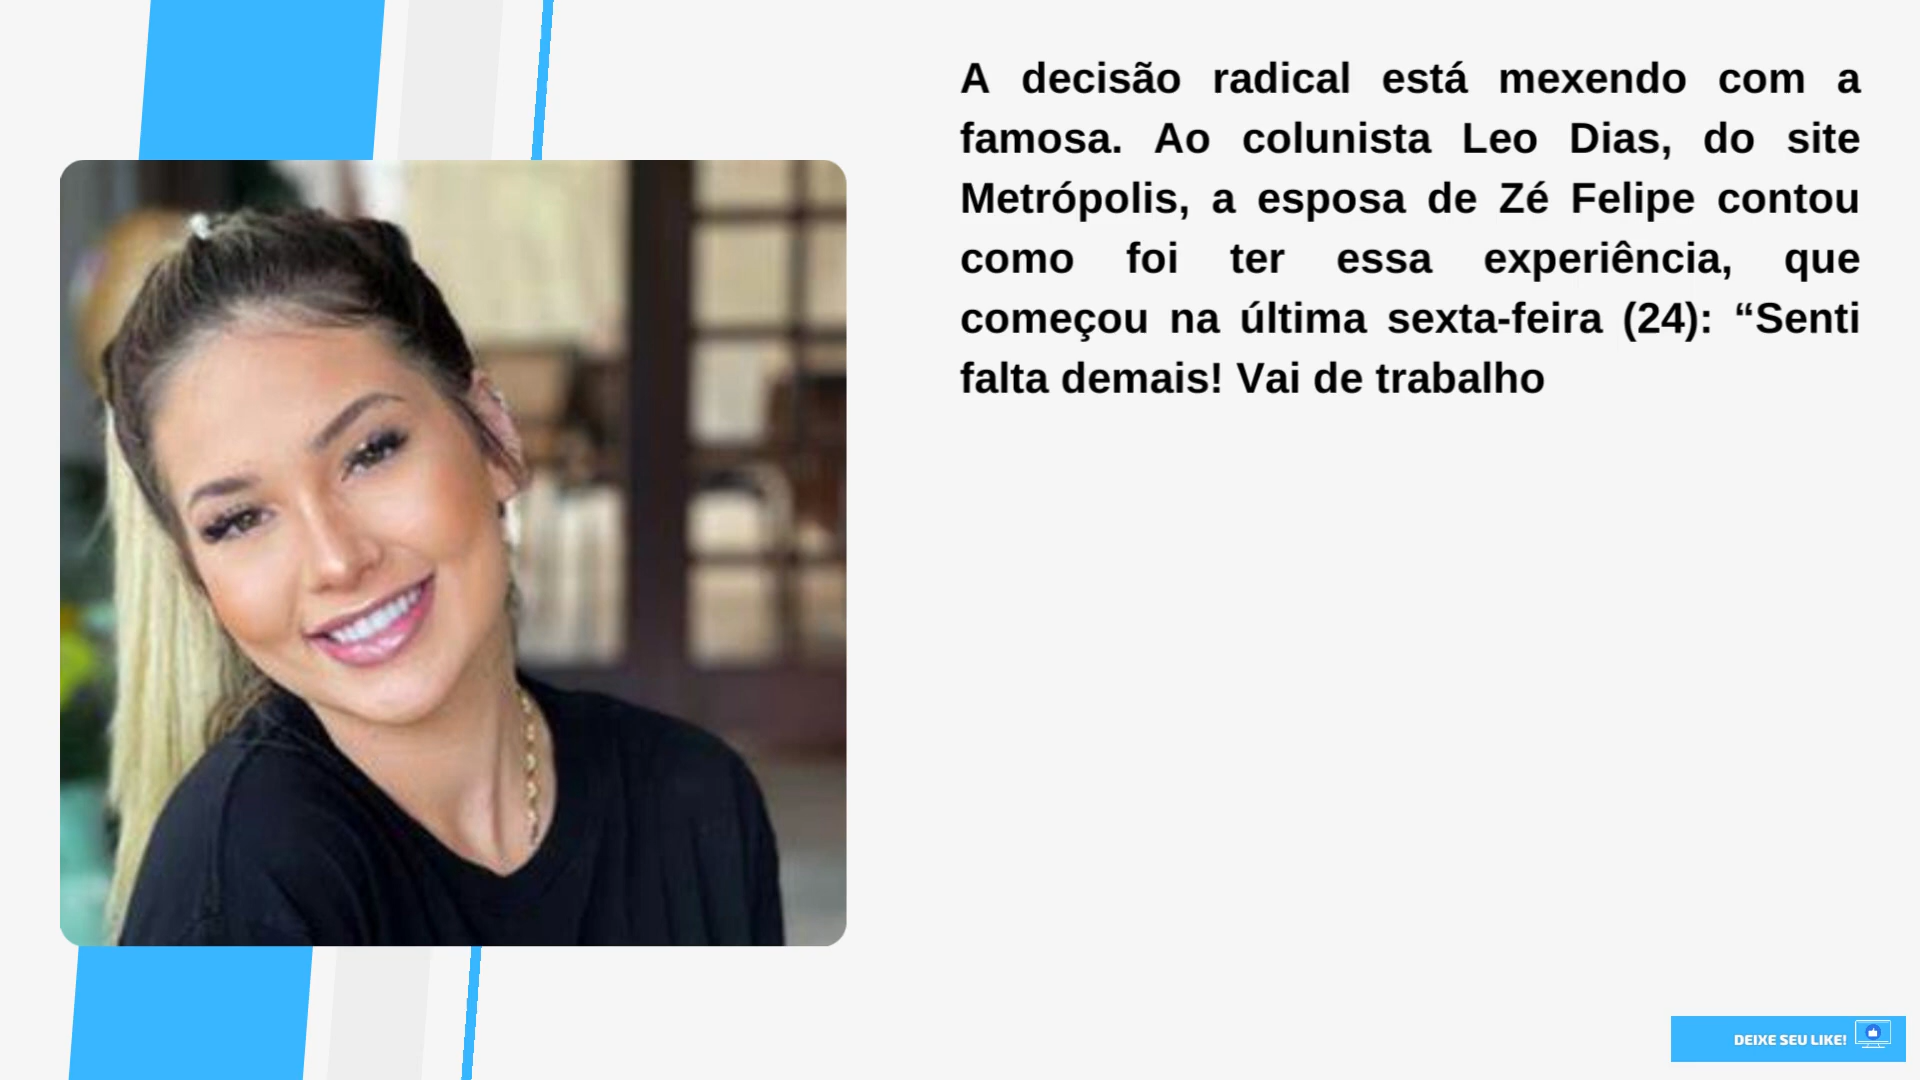 A decisão radical está mexendo com a
famosa. Ao colunista Leo Dias, do site
Metrópolis, a esposa de Zé Felipe contou
como foi ter essa experiência, que
começou na última sexta-feira (24): “Senti
falta demais! Vai de trabalho
DEIXE SEU LIKE!